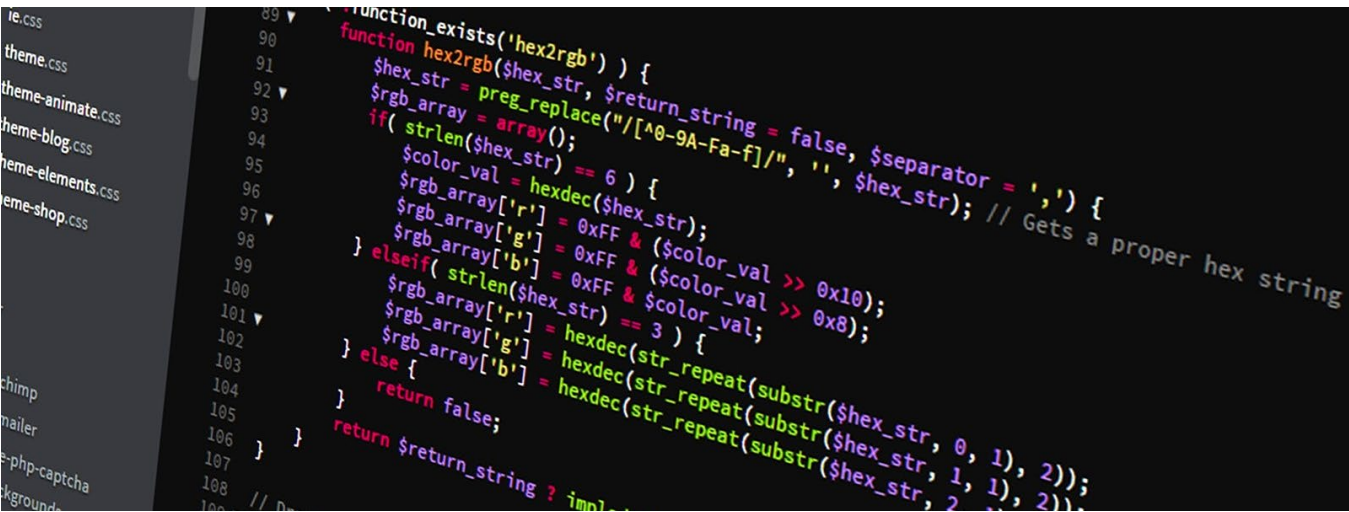 ie.css
theme.css
theme-animate.css
heme-blog.css
heme-elements.css
eme-shop.css
chimp
mailer
e-php-captcha
89
90
91
92
93
94
95
96
97
98
99
100
101
102
103
104
105
106
107
108
function_exists('hex2rgb') ) {
function hex2rgb($hex_str, $return_string = false, $separator = ',') {
$hex_str = preg_replace("/[^0-9A-Fa-f]/", '', $hex_str); // Gets a proper hex string
$rgb_array = array();
if( strlen($hex_str) == 6 ) {
$color_val = hexdec($hex_str);
$rgb_array['r'] = 0xFF & ($color_val >> 0x10);
$rgb_array['g'] = 0xFF & ($color_val >> 0x8);
$rgb_array['b'] = 0xFF & $color_val;
} elseif( strlen($hex_str) == 3 ) {
$rgb_array['r'] = hexdec(str_repeat(substr($hex_str, 0, 1), 2));
$rgb_array['g'] = hexdec(str_repeat(substr($hex_str, 1, 1), 2));
$rgb_array['b'] = hexdec(str_repeat(substr($hex_str, 2
} else {
return false;
}
return $return_string ?
}
}
//